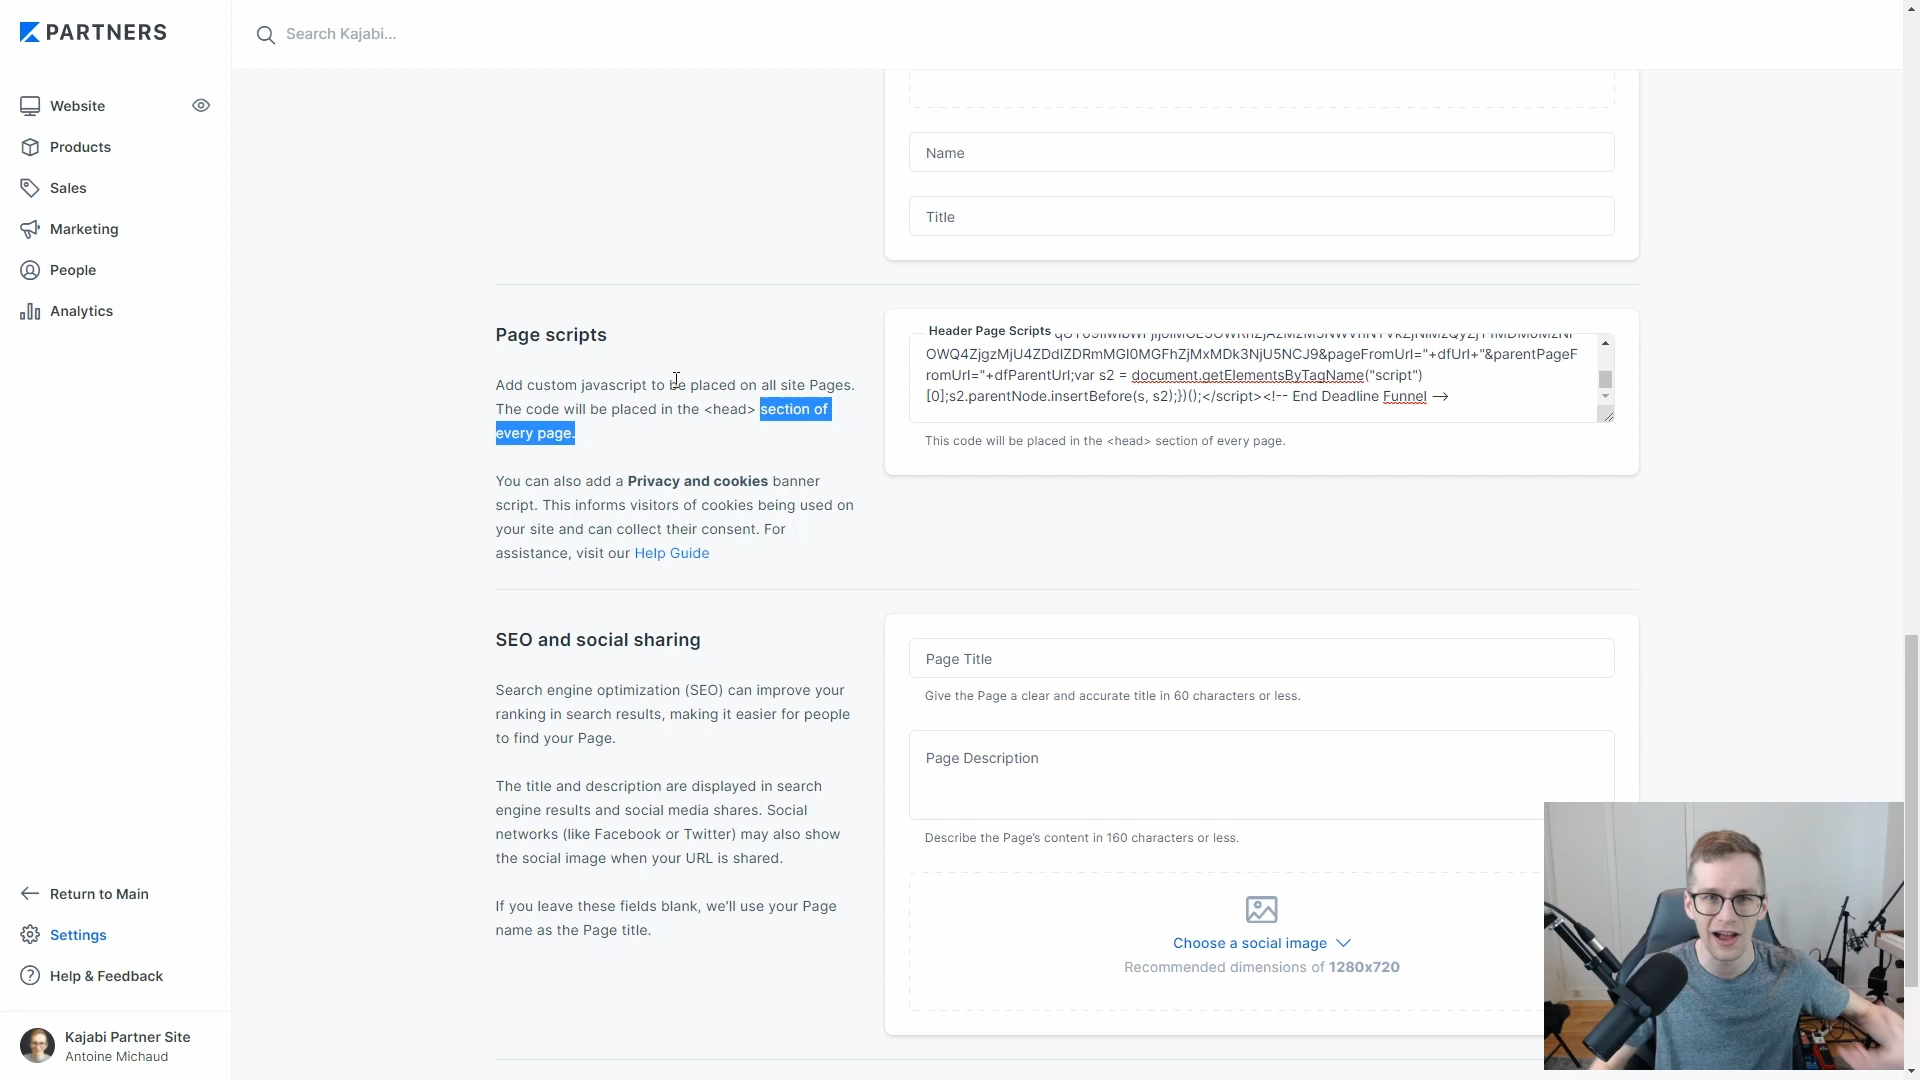 PARTNERS
Search Kajabi...
Website
Products
Sales
Marketing
People
Analytics
Return to Main
Settings
Help & Feedback
Kajabi Partner Site
Antoine Michaud
Name
Title
Page scripts
Add custom javascript to be placed on all site Pages.
The code will be placed in the <head> section of
every page.
You can also add a Privacy and cookies banner
script. This informs visitors of cookies being used on
your site and can collect their consent. For
assistance, visit our Help Guide
Header Page Scripts
romUrl="+dfParentUrl;var s2 = document.getElementsByTagName("script")
[0];s2.parentNode.insertBefore(s, s2);})();</script><!-- End Deadline Funnel -->
This code will be placed in the <head> section of every page.
SEO and social sharing
Search engine optimization (SEO) can improve your
ranking in search results, making it easier for people
to find your Page.
The title and description are displayed in search
engine results and social media shares. Social
networks (like Facebook or Twitter) may also show
the social image when your URL is shared.
If you leave these fields blank, we'll use your Page
name as the Page title.
Page Title
Give the Page a clear and accurate title in 60 characters or less.
Page Description
Describe the Page's content in 160 characters or less.
Choose a social image
Recommended dimensions of 1280x720